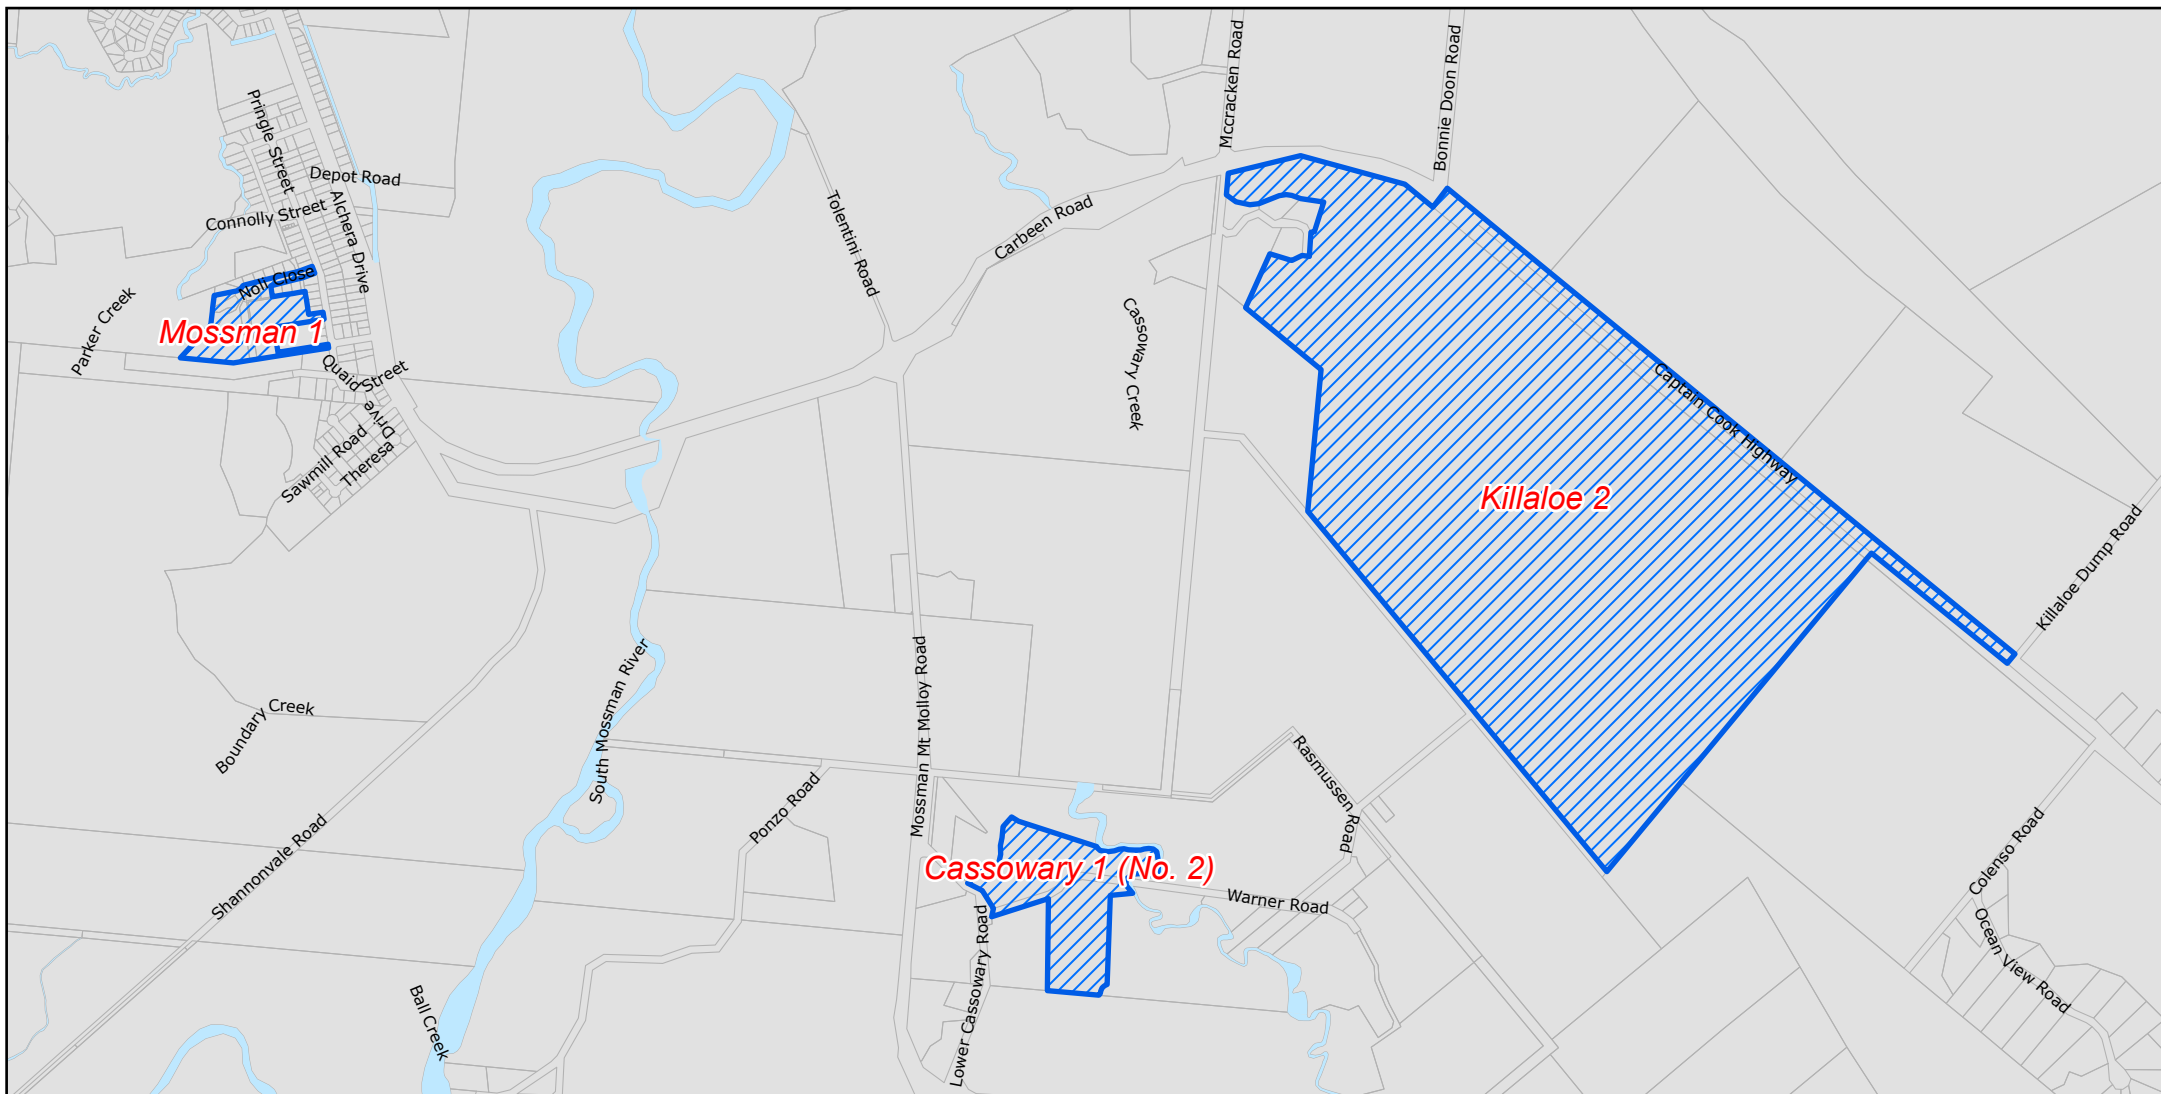 Mccracken Road
Bonnie Doon Road
Pringle Street
Depot Road
Connolly Street
Alchera Drive
Tolentini Road
Carbeen Road
Noli Close
Parker Creek
Mossman 1
Cassowary Creek
Quaid Street
Captain Cook Highway
Sawmill Road
Theresa Drive
Killaloe 2
Killaloe Dump Road
South Mossman River
Mossman Mt Molloy Road
Boundary Creek
Rasmussen Road
Ponzo Road
Shannonvale Road
Cassowary 1 (No. 2)
Warner Road
Colenso Road
Ocean View Road
Lower Cassowary Road
Ball Creek